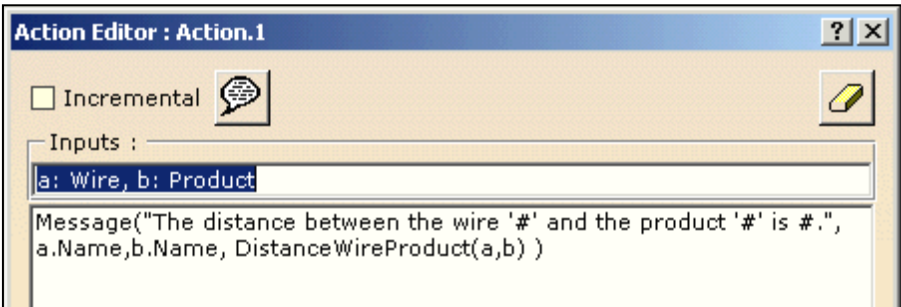 Action Editor : Action.1
Incremental
Inputs :
a: Wire, b: Product
Message("The distance between the wire '#' and the product '#' is #.",
a.Name,b.Name, DistanceWireProduct(a,b) )